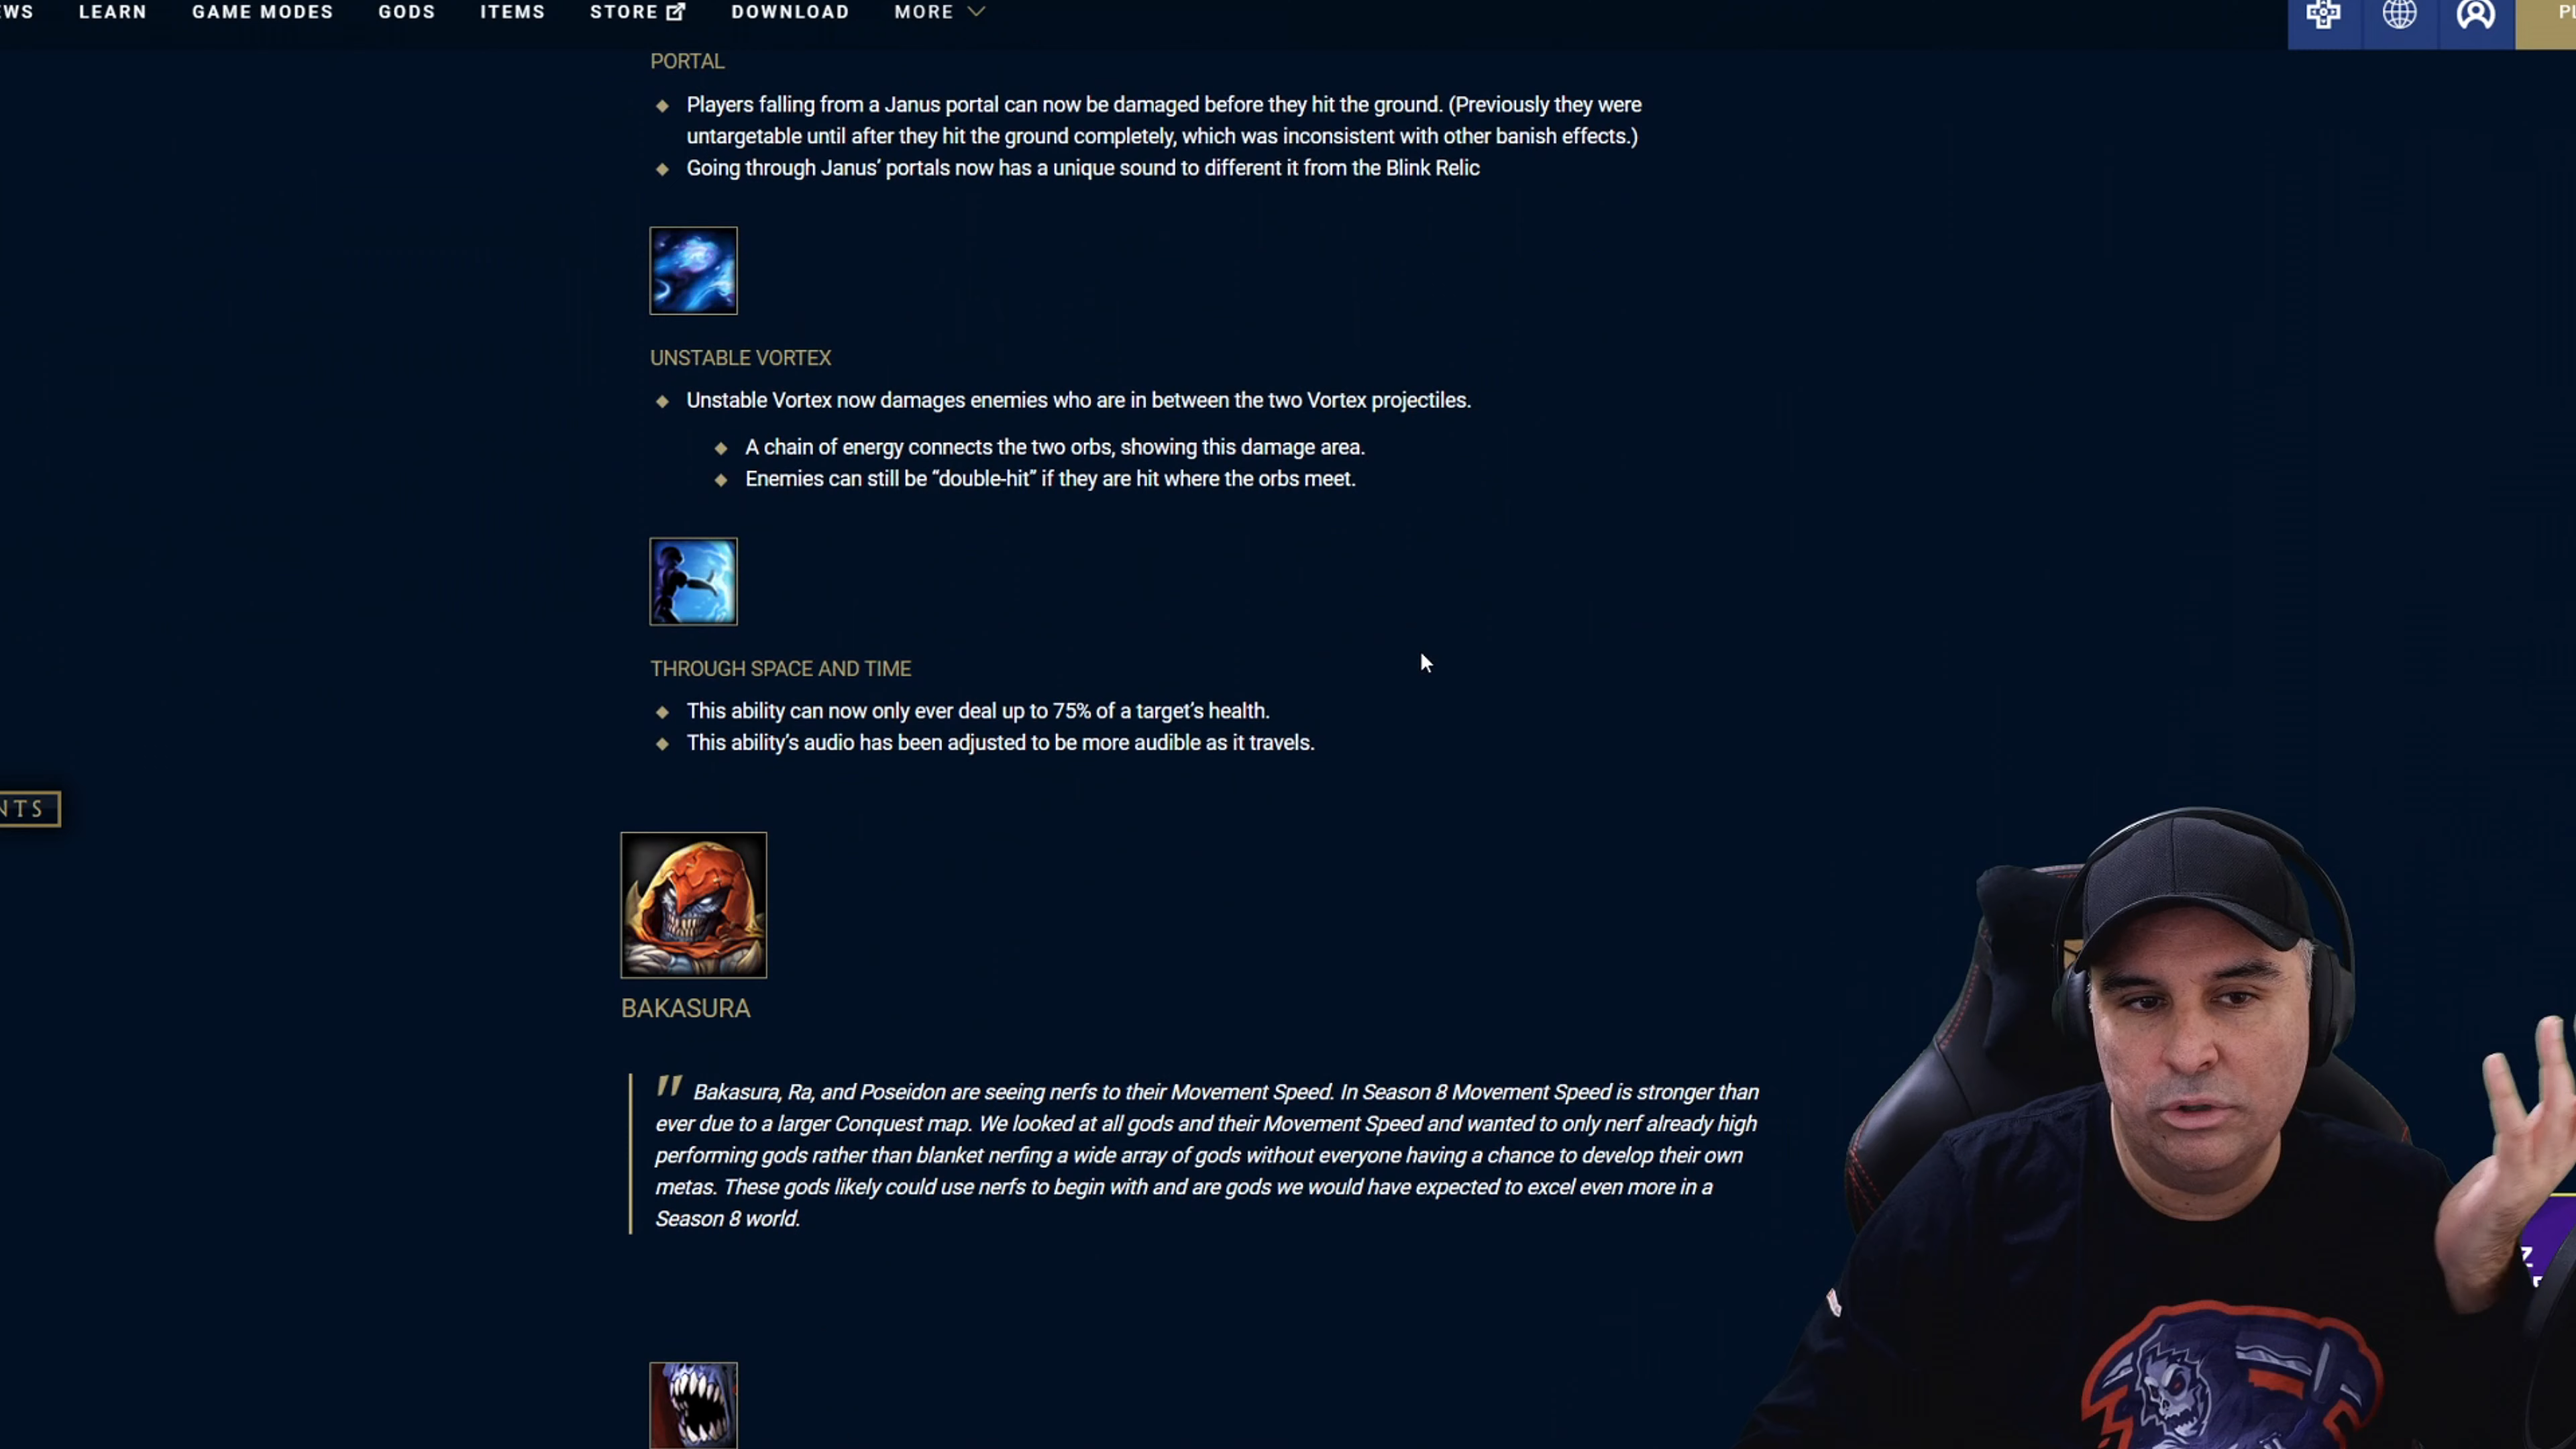 EWS LEARN GAME MODES GODS ITEMS STORE DOWNLOAD MORE
PORTAL
Players falling from a Janus portal can now be damaged before they hit the ground. (Previously they were
untargetable until after they hit the ground completely, which was inconsistent with other banish effects.)
Going through Janus’ portals now has a unique sound to different it from the Blink Relic
UNSTABLE VORTEX
Unstable Vortex now damages enemies who are in between the two Vortex projectiles.
A chain of energy connects the two orbs, showing this damage area.
Enemies can still be “double-hit” if they are hit where the orbs meet.
THROUGH SPACE AND TIME
This ability can now only ever deal up to 75% of a target’s health.
This ability’s audio has been adjusted to be more audible as it travels.
NTS
BAKASURA
" Bakasura, Ra, and Poseidon are seeing nerfs to their Movement Speed. In Season 8 Movement Speed is stronger than
ever due to a larger Conquest map. We looked at all gods and their Movement Speed and wanted to only nerf already high
performing gods rather than blanket nerfing a wide array of gods without everyone having a chance to develop their own
metas. These gods likely could use nerfs to begin with and are gods we would have expected to excel even more in a
Season 8 world.